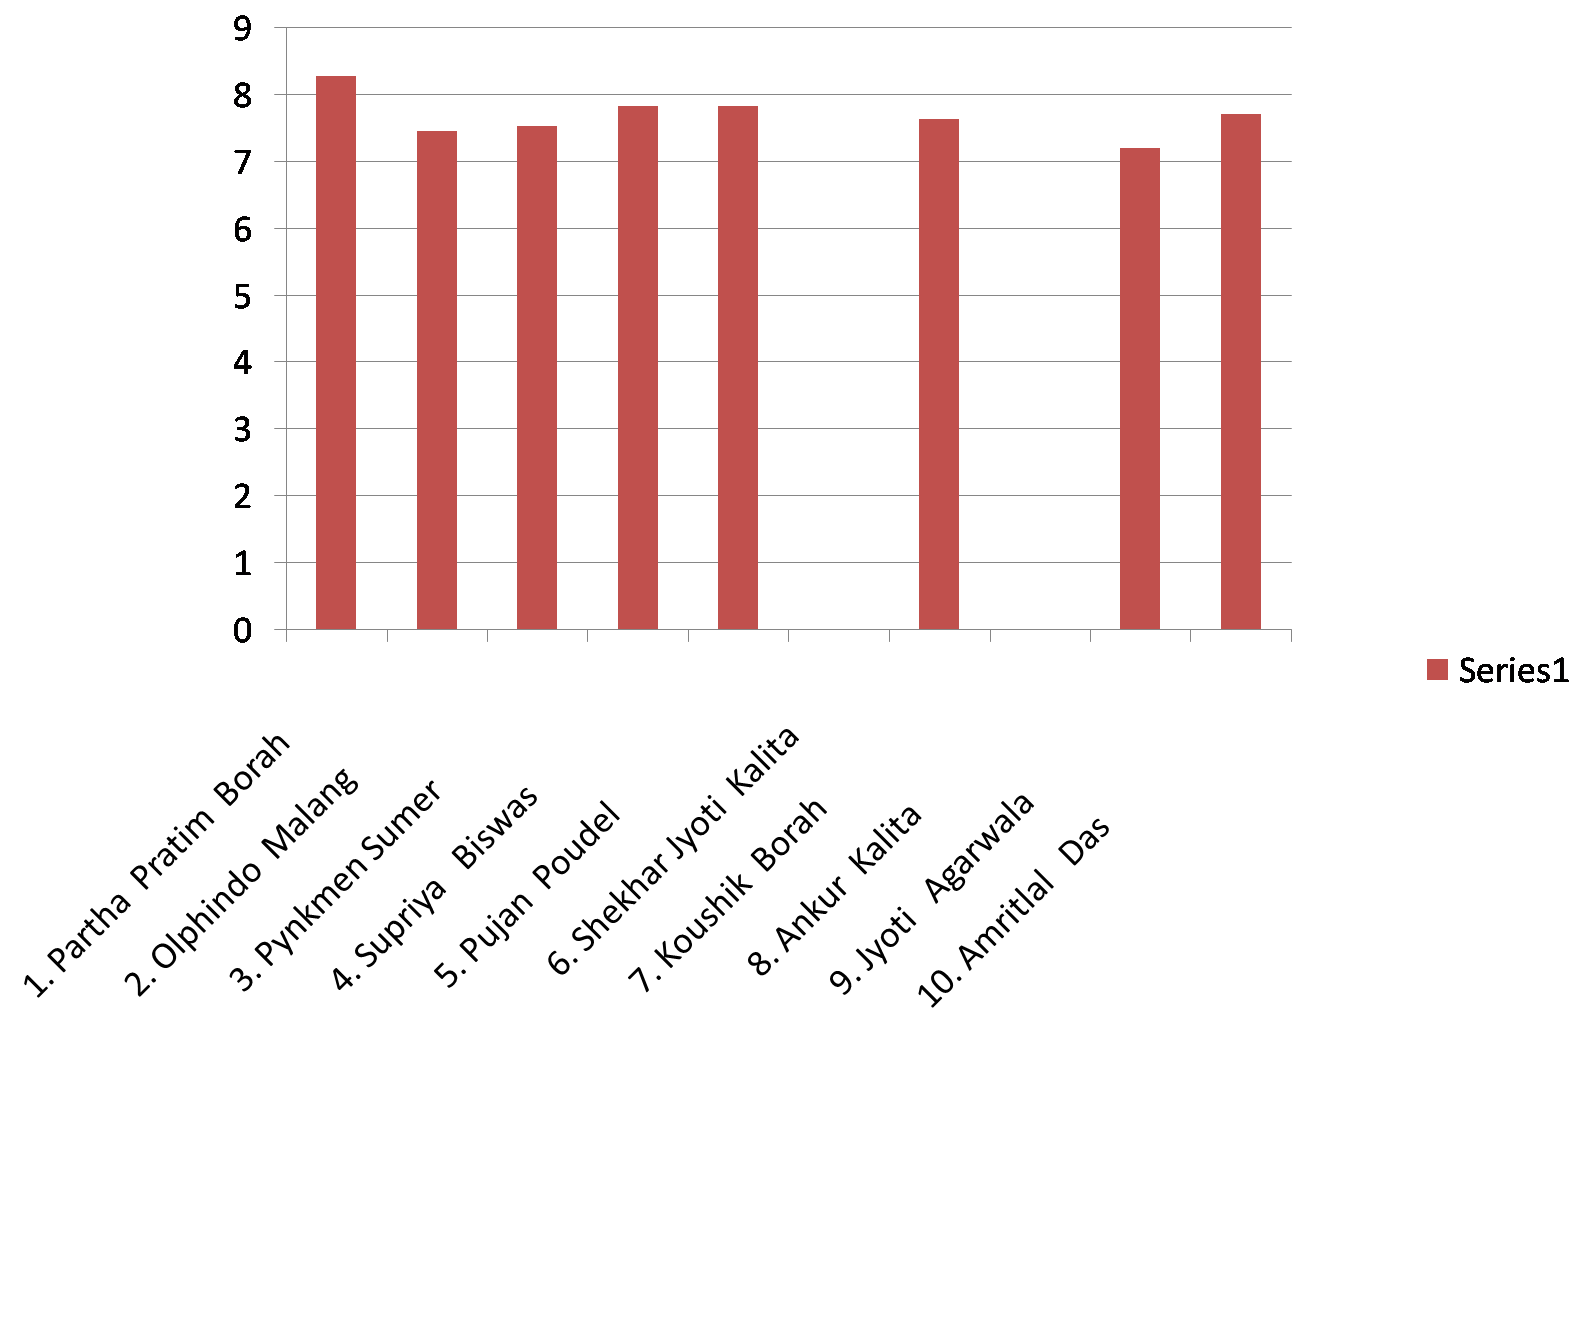 9
8
7
6
5
4
3
2
1
0
Series1
1. Partha Pratim Borah
2. Olphindo Malang
3. Pynkmen Sumer
4. Supriya Biswas
5. Pujan Poudel
6. Shekhar Jyoti Kalita
7. Koushik Borah
8. Ankur Kalita
9. Jyoti Agarwala
10. Amritlal Das